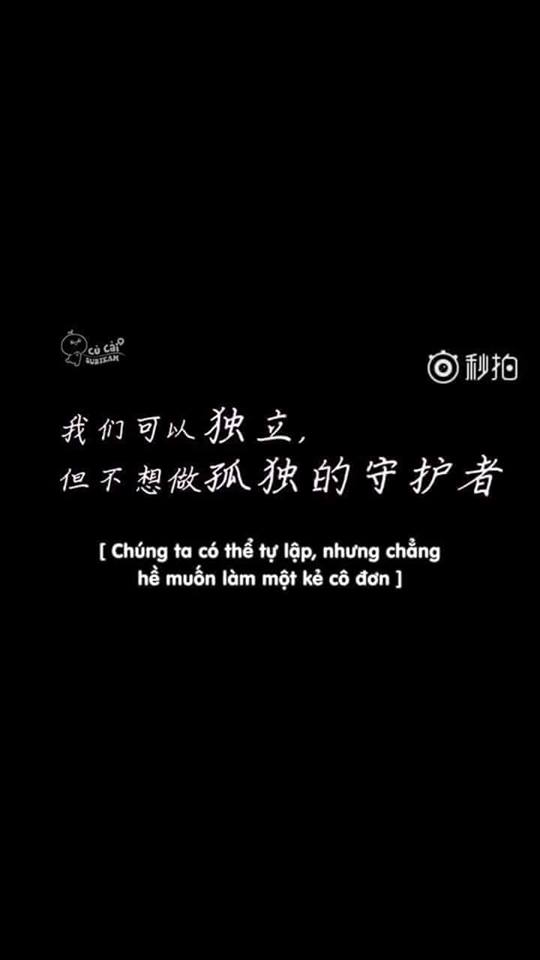 củ cải
SUBTEAM
秒拍
我们可以独立,
但不想做孤独的守护者
[ Chúng ta có thể tự lập, nhưng chẳng
hề muốn làm một kẻ cô đơn ]